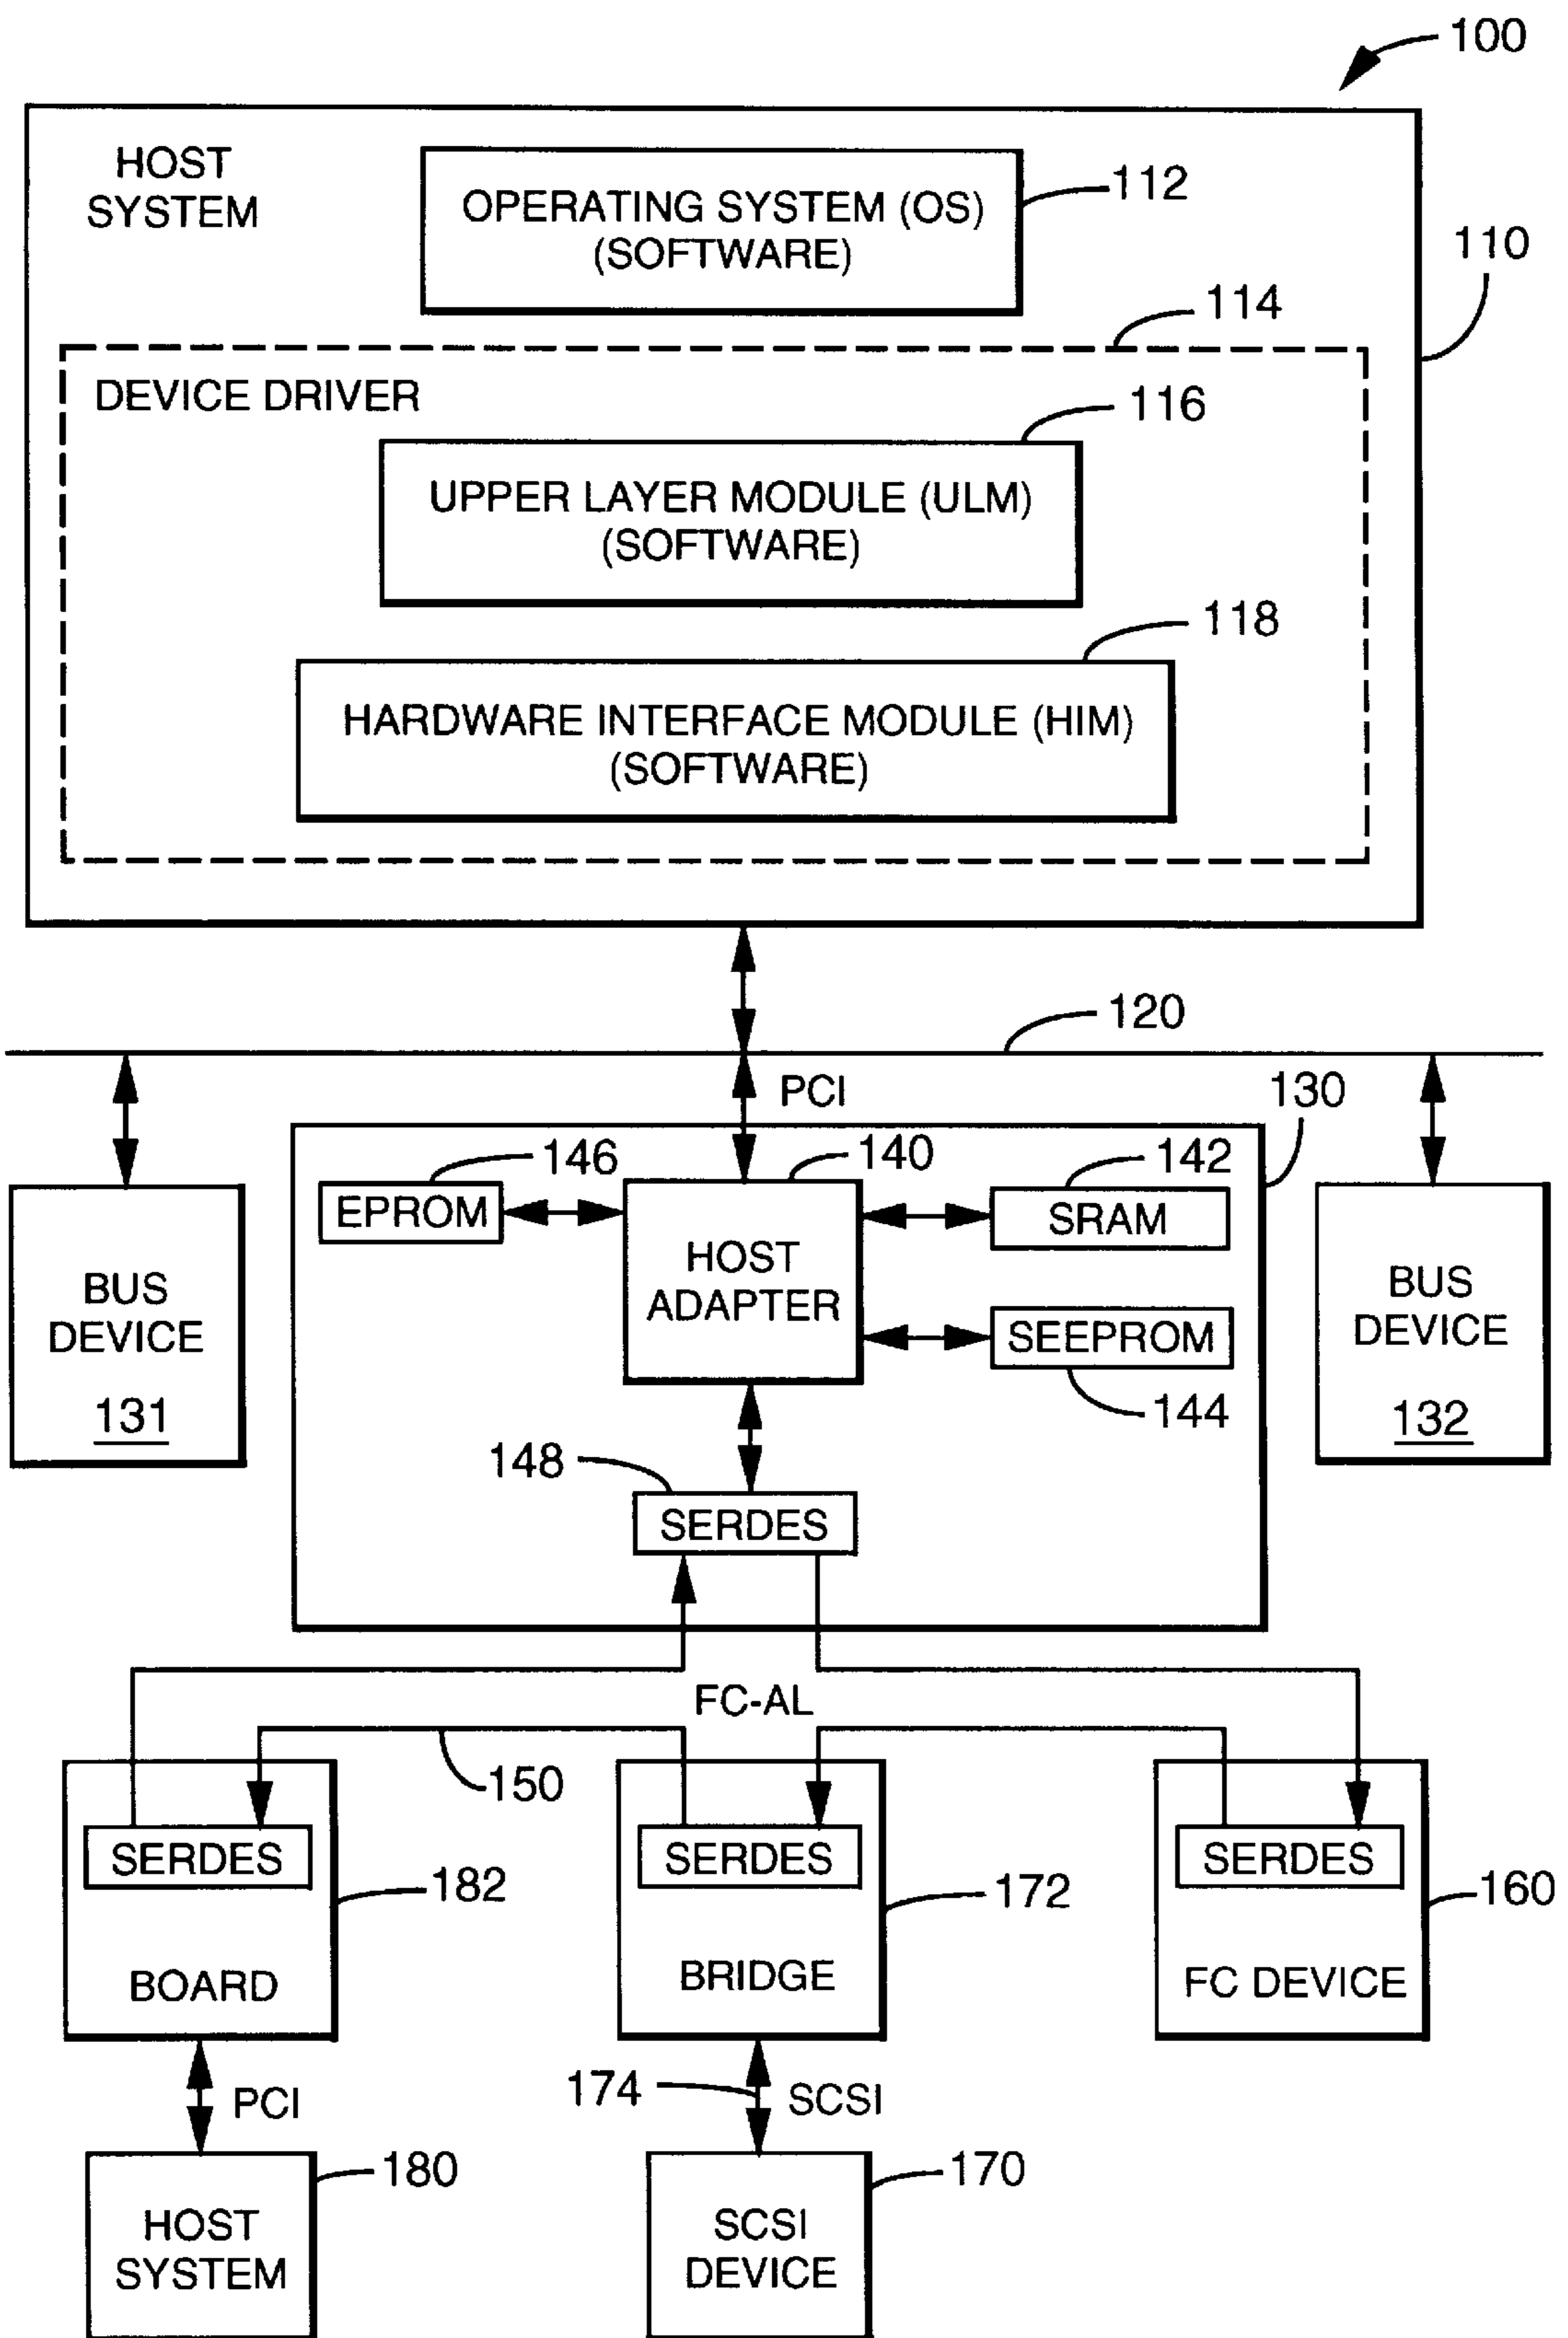 100
HOST
SYSTEM
OPERATING SYSTEM (OS)
(SOFTWARE)
112
110
114
DEVICE DRIVER
116
UPPER LAYER MODULE (ULM)
(SOFTWARE)
118
HARDWARE INTERFACE MODULE (HIM)
(SOFTWARE)
120
PCI
130
146
140
142
EPROM
HOST
ADAPTER
SRAM
SEEPROM
144
BUS
DEVICE
131
BUS
DEVICE
132
148
SERDES
FC-AL
150
SERDES
182
BOARD
SERDES
172
BRIDGE
SERDES
160
FC DEVICE
PCI
174
SCSI
180
HOST
SYSTEM
170
SCSI
DEVICE